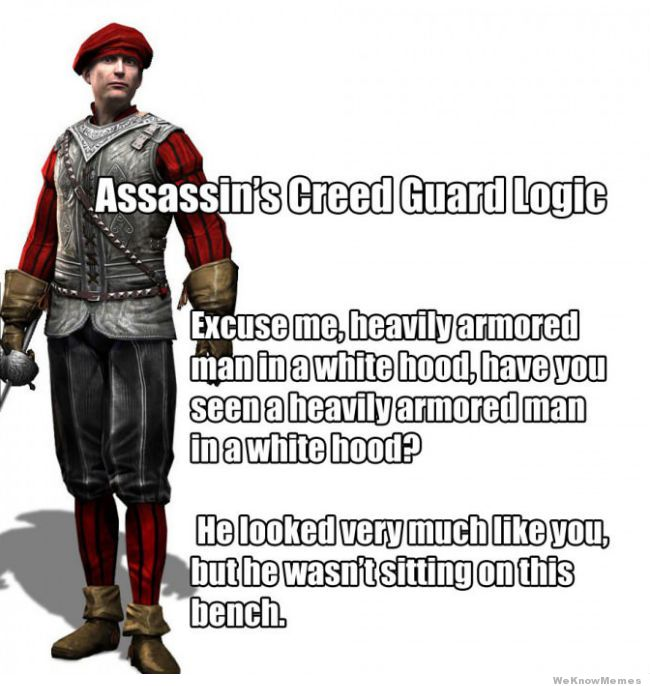 Assassin's Creed Guard Logic
Excuse me, heavily armored
man in a white hood, have you
seen a heavily armored man
in a white hood?
He looked very much like you,
but he wasn't sitting on this
bench.
WeKnowMemes